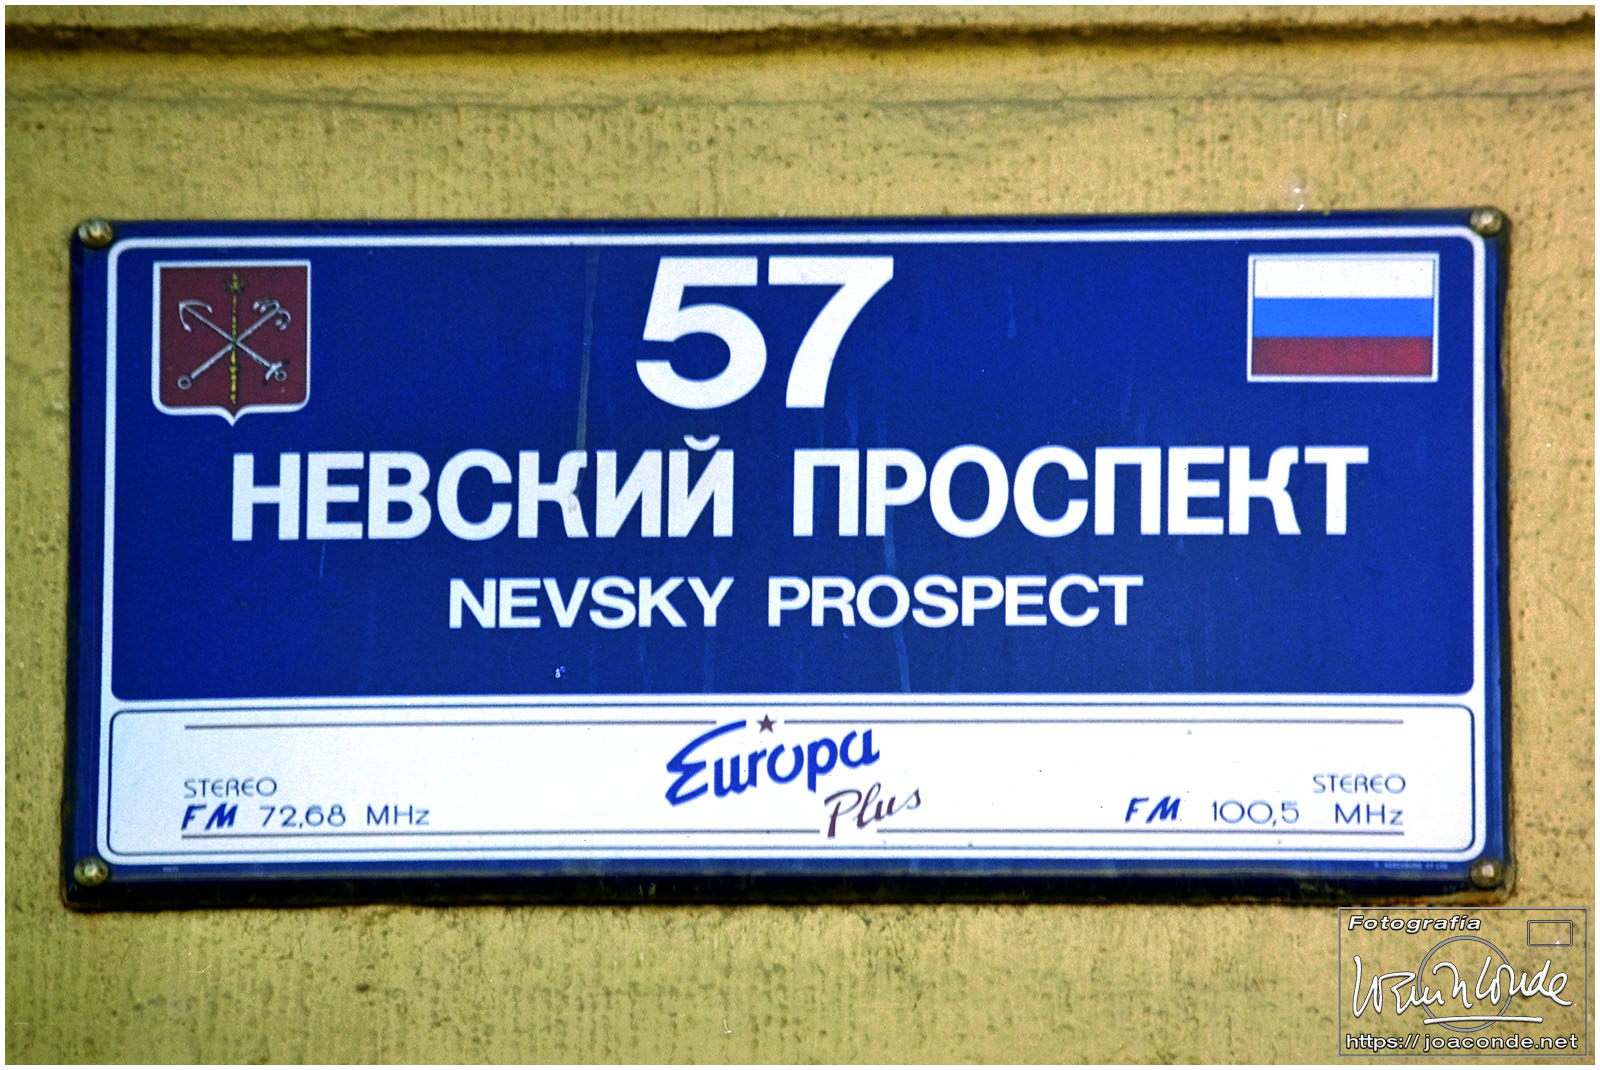 57
НЕВСКИЙ ПРОСПЕКТ
NEVSKY PROSPECT
Europa
Plus
STEREO
FM 72,68 MHz
STEREO
FM 100,5 MHz
Fotografía
https://joaconde.net